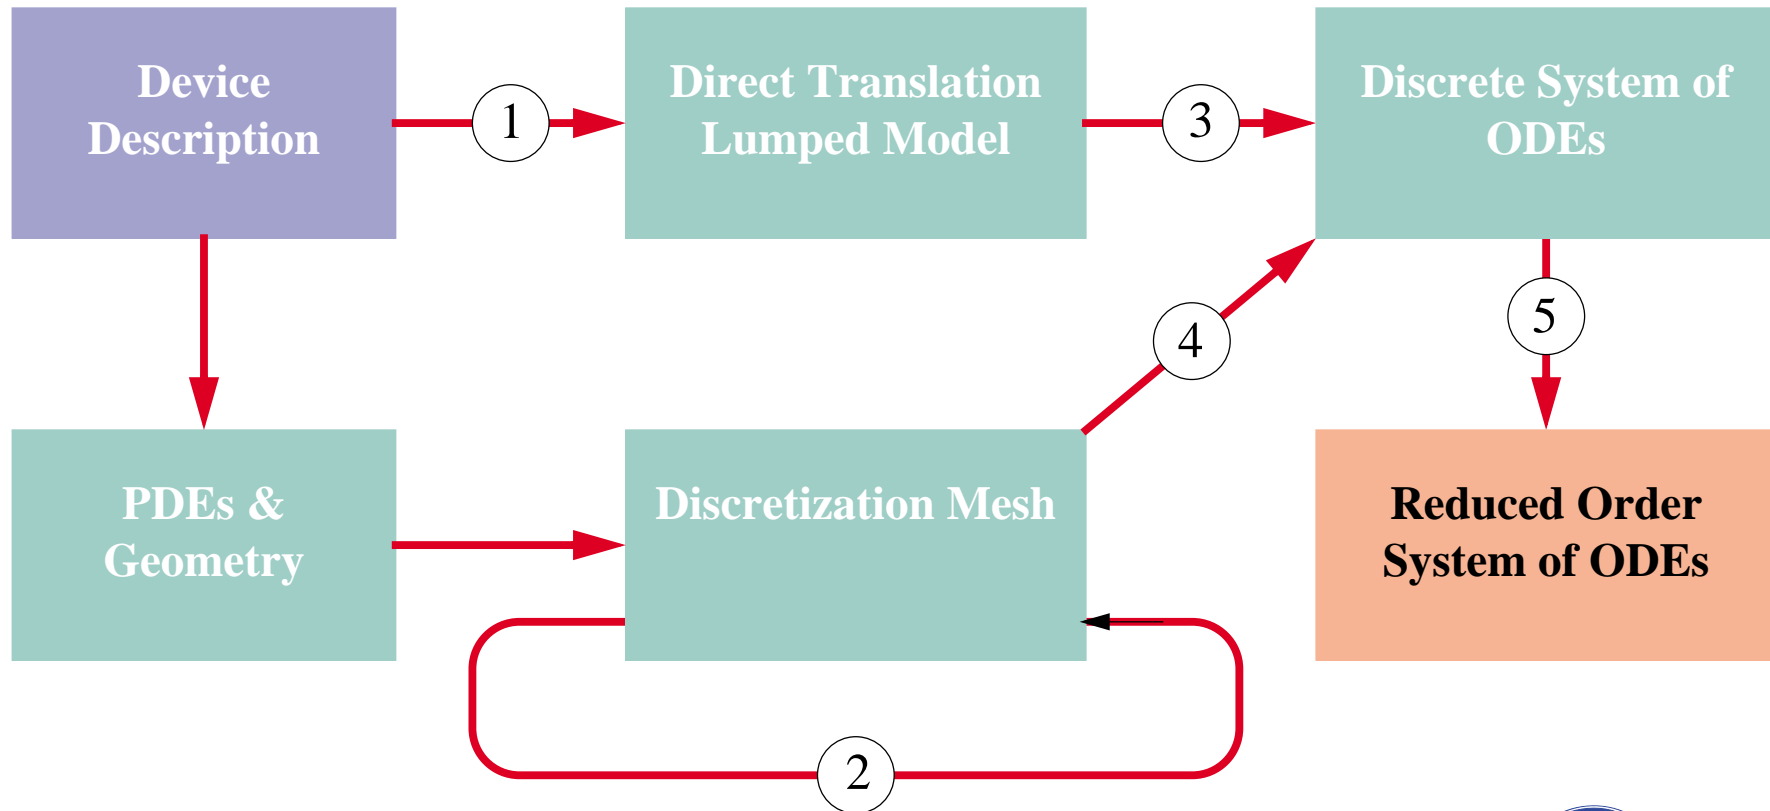 Device
Description
1
Direct Translation
Lumped Model
3
Discrete System of
ODEs
4
5
PDEs &
Geometry
Discretization Mesh
Reduced Order
System of ODEs
2